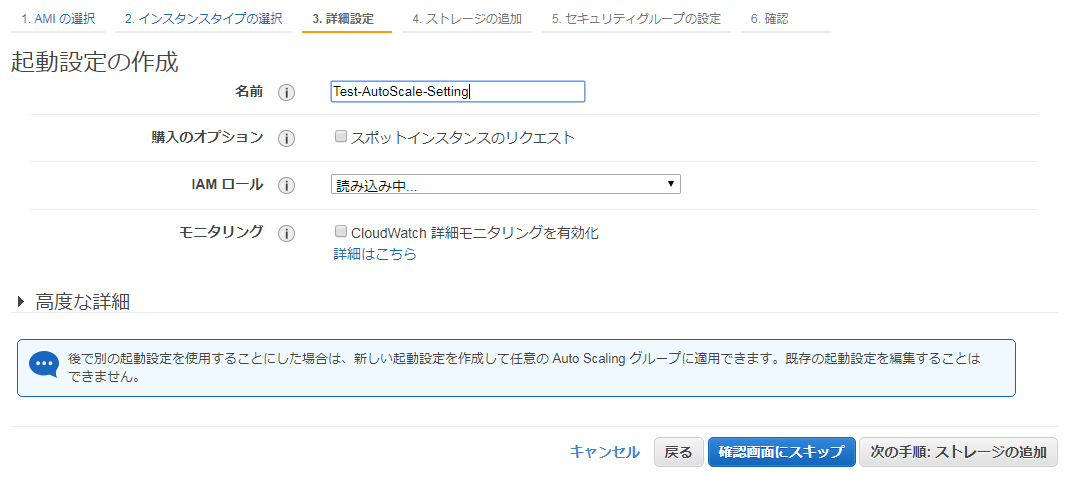 1. AMI の選択 2. インスタンスタイプの選択 3. 詳細設定 4. ストレージの追加 5. セキュリティグループの設定 6. 確認
起動設定の作成
名前 i Test-AutoScale-Setting
購入のオプション i スポットインスタンスのリクエスト
IAM ロール i 読み込み中...
モニタリング i CloudWatch 詳細モニタリングを有効化
詳細はこちら
高度な詳細
後で別の起動設定を使用することにした場合は、新しい起動設定を作成して任意の Auto Scaling グループに適用できます。既存の起動設定を編集することは
できません。
キャンセル 戻る 確認画面にスキップ 次の手順: ストレージの追加